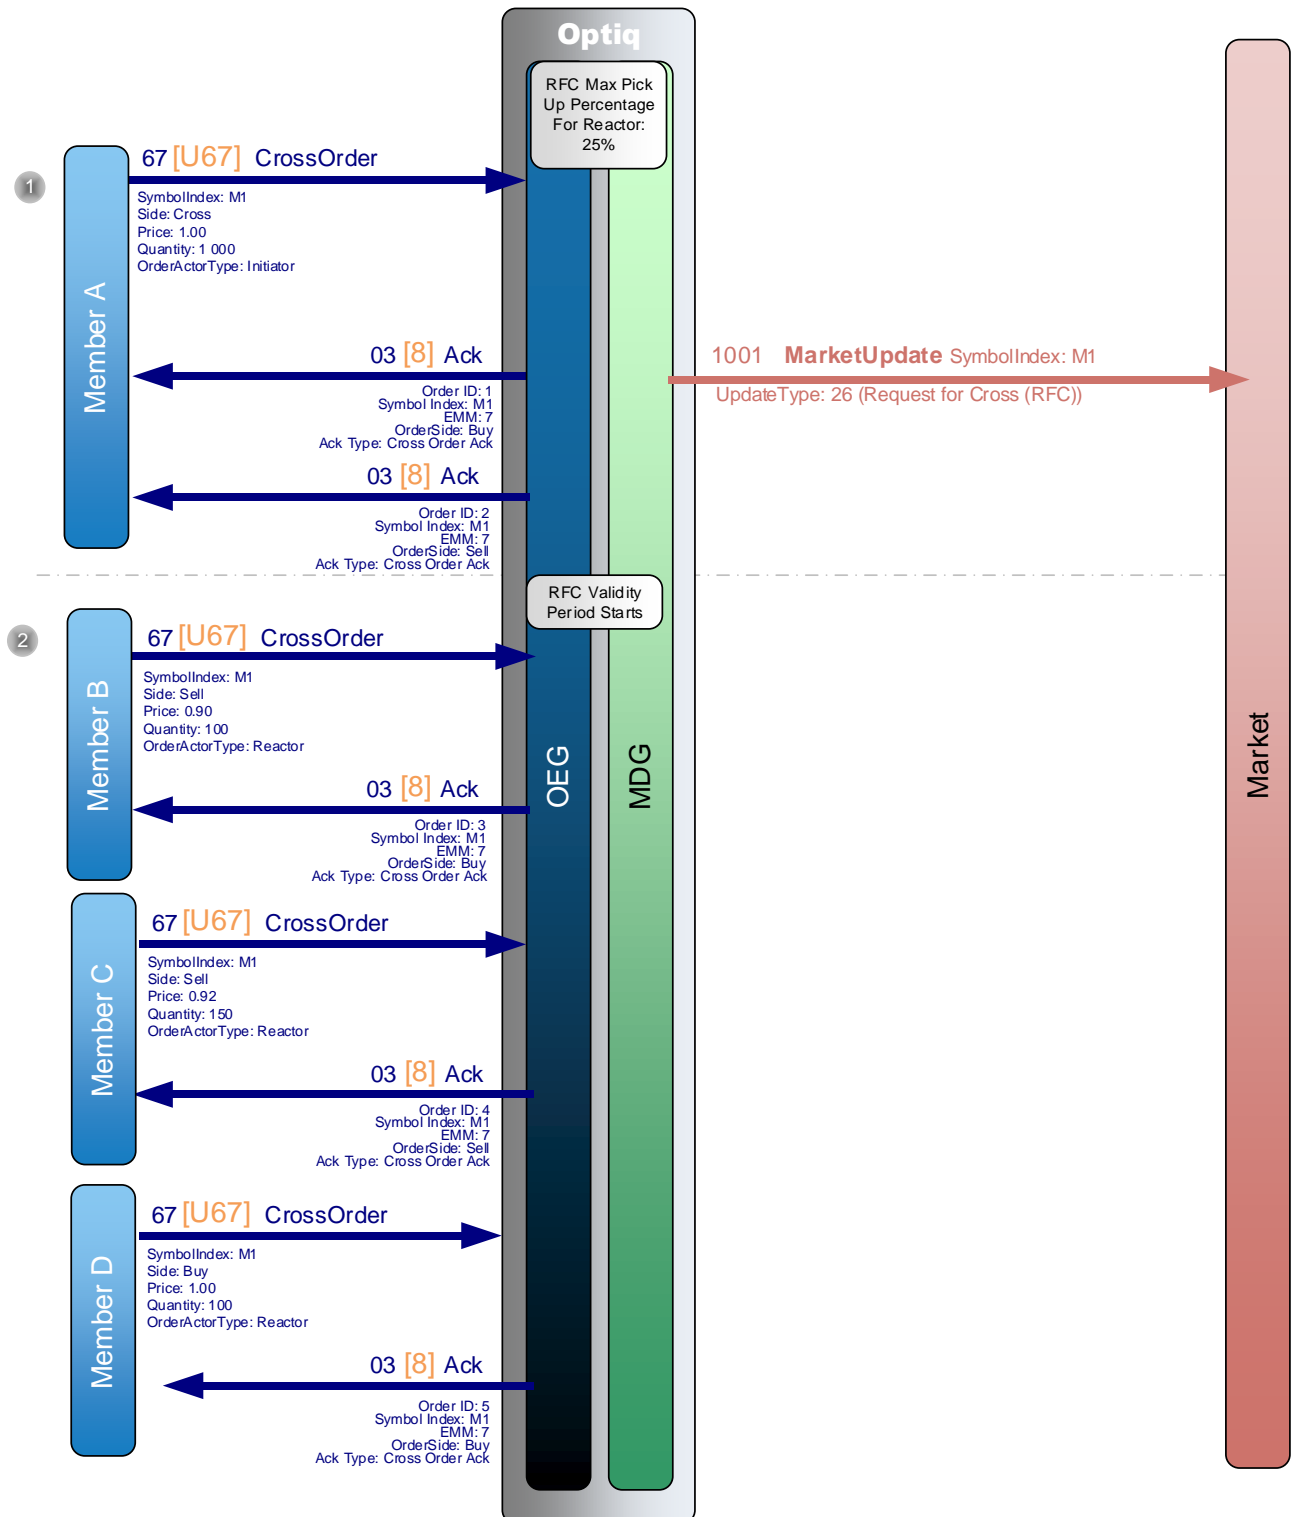 Optiq
RFC Max Pick
Up Percentage
For Reactor:
25%
1
Member A
67 [U67] CrossOrder
SymbolIndex: M1
Side: Cross
Price: 1.00
Quantity: 1 000
OrderActorType: Initiator
03 [8] Ack
Order ID: 1
Symbol Index: M1
EMM: 7
OrderSide: Buy
Ack Type: Cross Order Ack
1001 MarketUpdate SymbolIndex: M1
UpdateType: 26 (Request for Cross (RFC))
03 [8] Ack
Order ID: 2
Symbol Index: M1
EMM: 7
OrderSide: Sell
Ack Type: Cross Order Ack
RFC Validity
Period Starts
2
Member B
67 [U67] CrossOrder
SymbolIndex: M1
Side: Sell
Price: 0.90
Quantity: 100
OrderActorType: Reactor
OEG
MDG
Market
03 [8] Ack
Order ID: 3
Symbol Index: M1
EMM: 7
OrderSide: Buy
Ack Type: Cross Order Ack
Member C
67 [U67] CrossOrder
SymbolIndex: M1
Side: Sell
Price: 0.92
Quantity: 150
OrderActorType: Reactor
03 [8] Ack
Order ID: 4
Symbol Index: M1
EMM: 7
OrderSide: Sell
Ack Type: Cross Order Ack
Member D
67 [U67] CrossOrder
SymbolIndex: M1
Side: Buy
Price: 1.00
Quantity: 100
OrderActorType: Reactor
03 [8] Ack
Order ID: 5
Symbol Index: M1
EMM: 7
OrderSide: Buy
Ack Type: Cross Order Ack